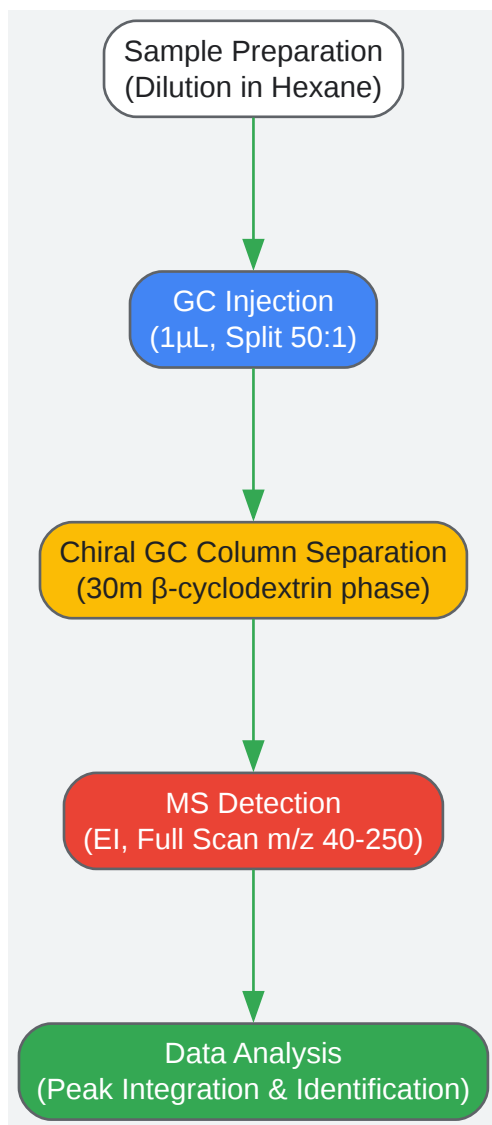 Sample Preparation
(Dilution in Hexane)
GC Injection
(1µL, Split 50:1)
Chiral GC Column Separation
(30m β-cyclodextrin phase)
MS Detection
(EI, Full Scan m/z 40-250)
Data Analysis
(Peak Integration & Identification)